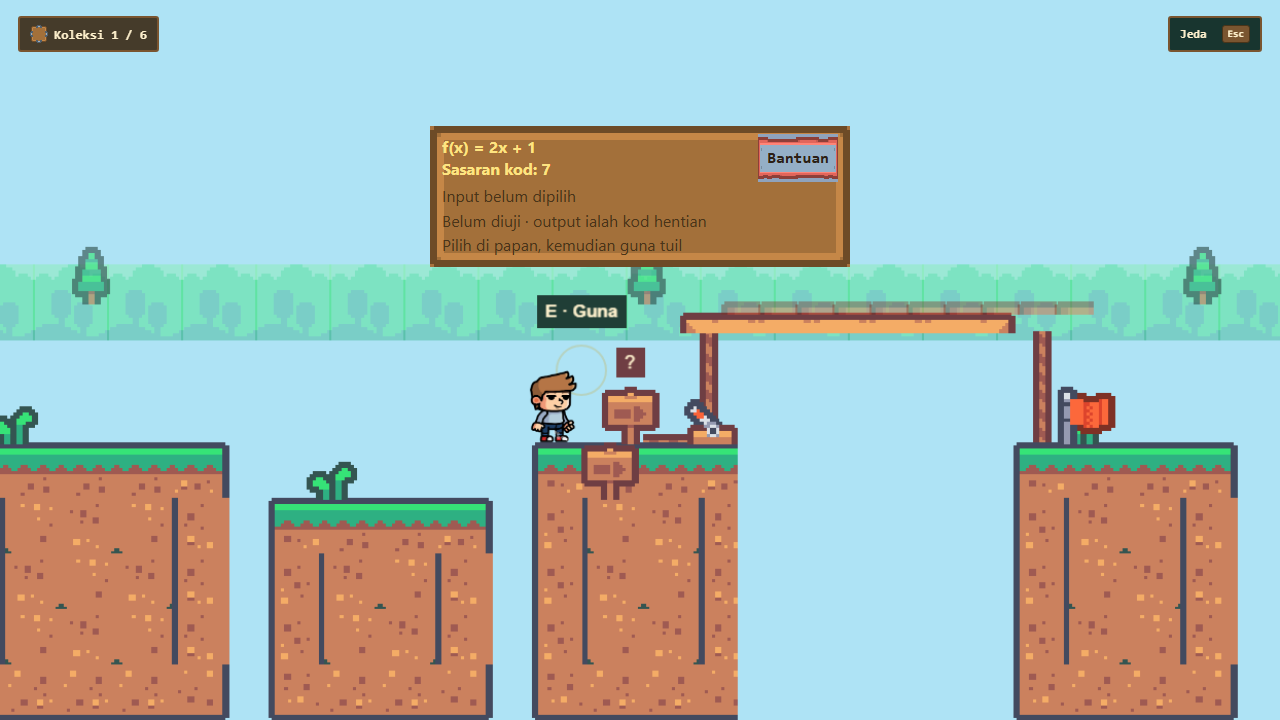 Koleksi 1 / 6
Jeda Esc
f(x) = 2x + 1
Bantuan
Sasaran kod: 7
Input belum dipilih
Belum diuji · output ialah kod hentian
Pilih di papan, kemudian guna tuil
E · Guna
?